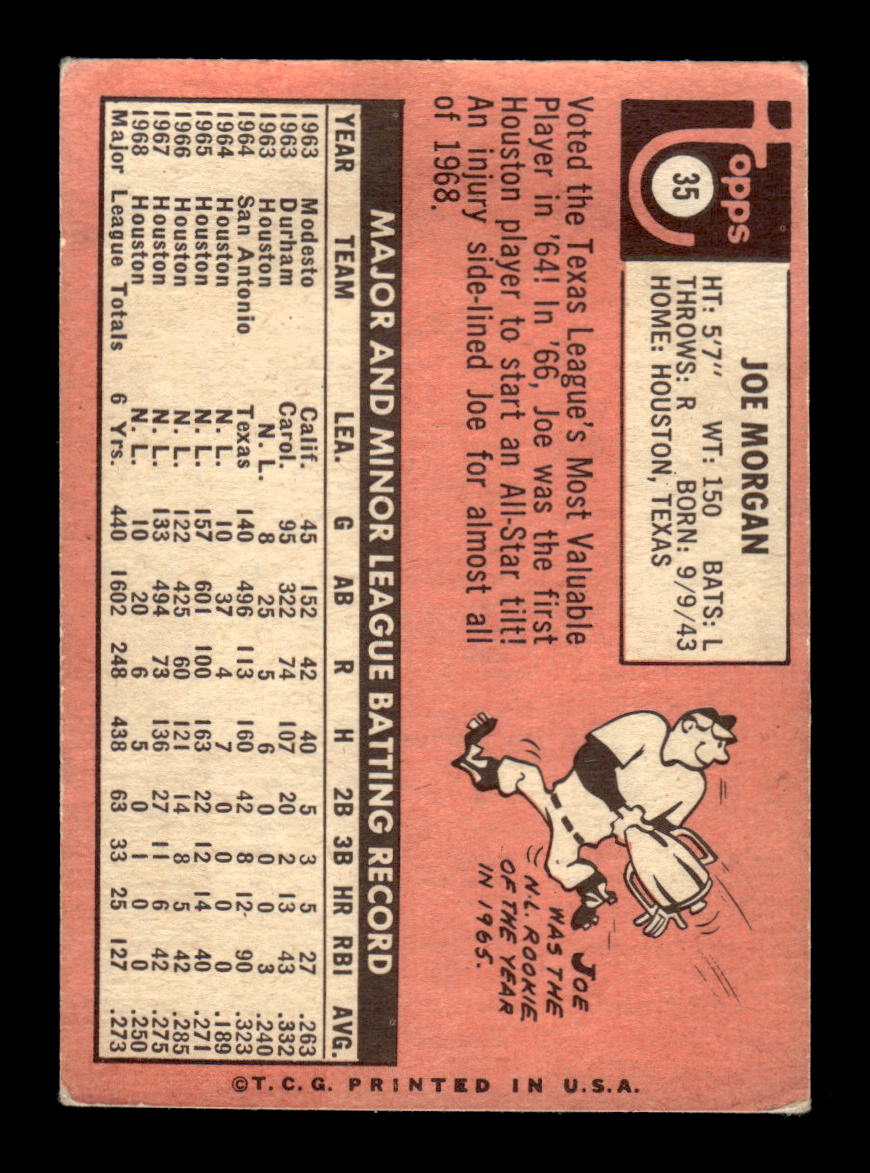 Topps
35
JOE MORGAN
HT: 5'7" WT: 150 BATS: L
THROWS: R BORN: 9/9/43
HOME: HOUSTON, TEXAS
Voted the Texas League's Most Valuable
Player in '64! In '66, Joe was the first
Houston player to start an All-Star tilt!
An injury side-lined Joe for almost all
of 1968.
JOE
WAS THE
N.L. ROOKIE
OF THE YEAR
IN 1965.
MAJOR AND MINOR LEAGUE BATTING RECORD
YEAR TEAM LEA. G AB R H 2B 3B HR RBI AVG.
1963 Modesto Calif. 45 152 42 40 5 3 5 27 .263
1963 Durham Carol. 95 322 74 107 20 2 13 43 .332
1963 Houston N. L. 8 25 5 6 0 0 0 3 .240
1964 San Antonio Texas 140 496 113 160 42 8 12 90 .323
1964 Houston N. L. 10 37 4 7 0 0 0 0 .189
1965 Houston N. L. 157 601 100 163 22 12 14 40 .271
1966 Houston N. L. 122 425 60 121 14 8 5 42 .285
1967 Houston N. L. 133 494 73 136 27 11 6 42 .275
1968 Houston N. L. 10 20 6 5 0 1 0 0 .250
Major League Totals 6 Yrs. 440 1602 248 438 63 33 25 127 .273
©T.C.G. PRINTED IN U.S.A.